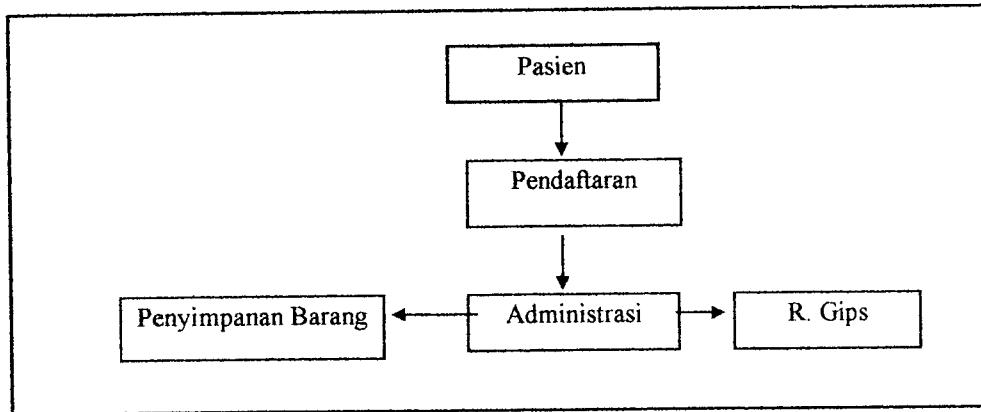 Pasien
Pendaftaran
Penyimpanan Barang
Administrasi
R. Gips